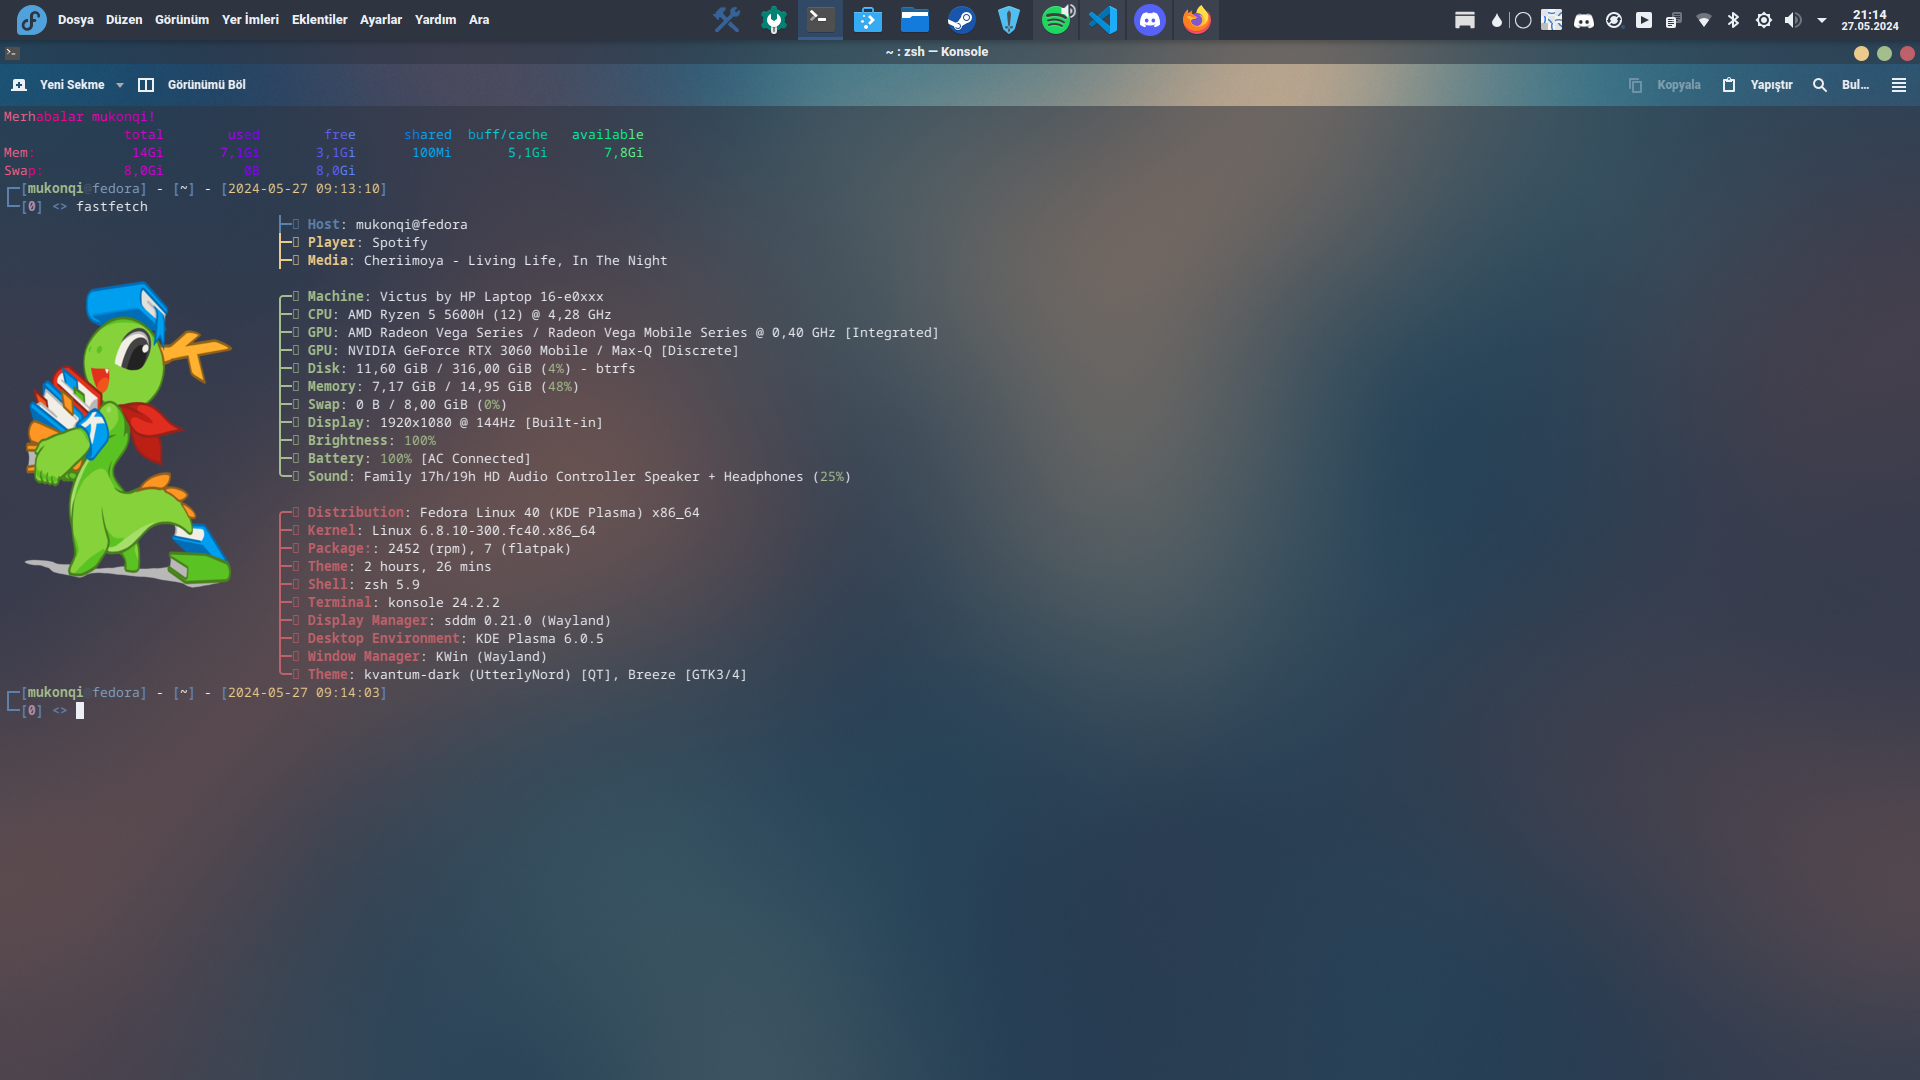 Dosya Düzen Görünüm Yer İmleri Eklentiler Ayarlar Yardım Ara
21:14
27.05.2024
~ : zsh — Konsole
Yeni Sekme Görünümü Böl Kopyala Yapıştır Bul...
Merhabalar mukonqi!
total used free shared buff/cache available
Mem: 14Gi 7,1Gi 3,1Gi 100Mi 5,1Gi 7,8Gi
Swap: 8,0Gi 0B 8,0Gi
[mukonqi@fedora] - [~] - [2024-05-27 09:13:10]
[0] <> fastfetch
Host: mukonqi@fedora
Player: Spotify
Media: Cheriimoya - Living Life, In The Night
Machine: Victus by HP Laptop 16-e0xxx
CPU: AMD Ryzen 5 5600H (12) @ 4,28 GHz
GPU: AMD Radeon Vega Series / Radeon Vega Mobile Series @ 0,40 GHz [Integrated]
GPU: NVIDIA GeForce RTX 3060 Mobile / Max-Q [Discrete]
Disk: 11,60 GiB / 316,00 GiB (4%) - btrfs
Memory: 7,17 GiB / 14,95 GiB (48%)
Swap: 0 B / 8,00 GiB (0%)
Display: 1920x1080 @ 144Hz [Built-in]
Brightness: 100%
Battery: 100% [AC Connected]
Sound: Family 17h/19h HD Audio Controller Speaker + Headphones (25%)
Distribution: Fedora Linux 40 (KDE Plasma) x86_64
Kernel: Linux 6.8.10-300.fc40.x86_64
Package:: 2452 (rpm), 7 (flatpak)
Theme: 2 hours, 26 mins
Shell: zsh 5.9
Terminal: konsole 24.2.2
Display Manager: sddm 0.21.0 (Wayland)
Desktop Environment: KDE Plasma 6.0.5
Window Manager: KWin (Wayland)
Theme: kvantum-dark (UtterlyNord) [QT], Breeze [GTK3/4]
[mukonqi@fedora] - [~] - [2024-05-27 09:14:03]
[0] <>